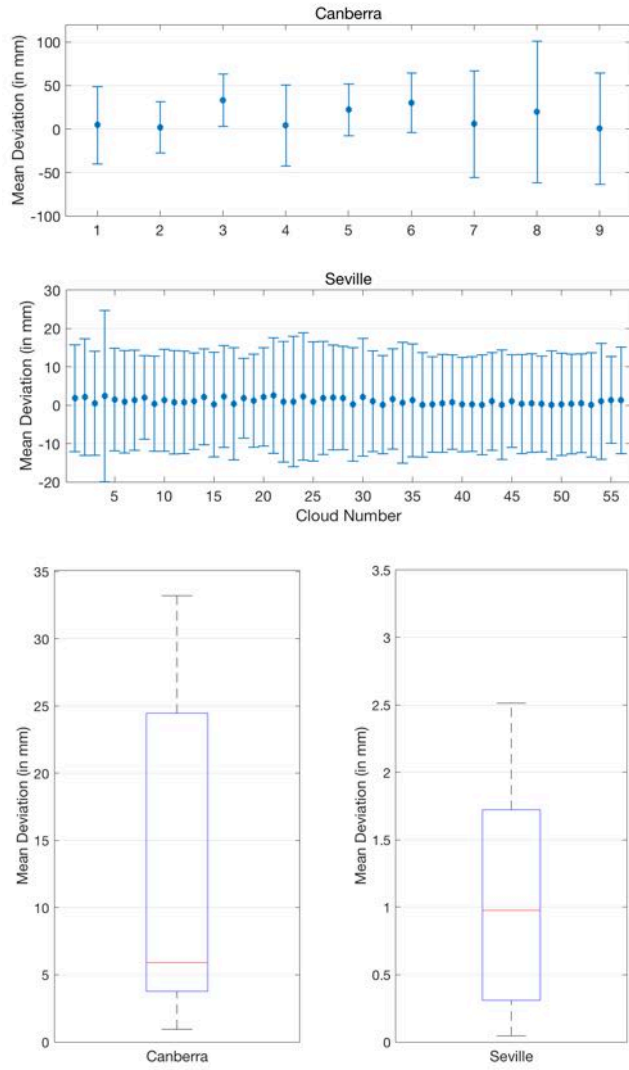 Canberra
Mean Deviation (in mm)
100
50
0
-50
-100
1 2 3 4 5 6 7 8 9
Seville
Mean Deviation (in mm)
30
20
10
0
-10
-20
5 10 15 20 25 30 35 40 45 50 55
Cloud Number
Mean Deviation (in mm)
35
30
25
20
15
10
5
0
Canberra
Mean Deviation (in mm)
3.5
3
2.5
2
1.5
1
0.5
0
Seville